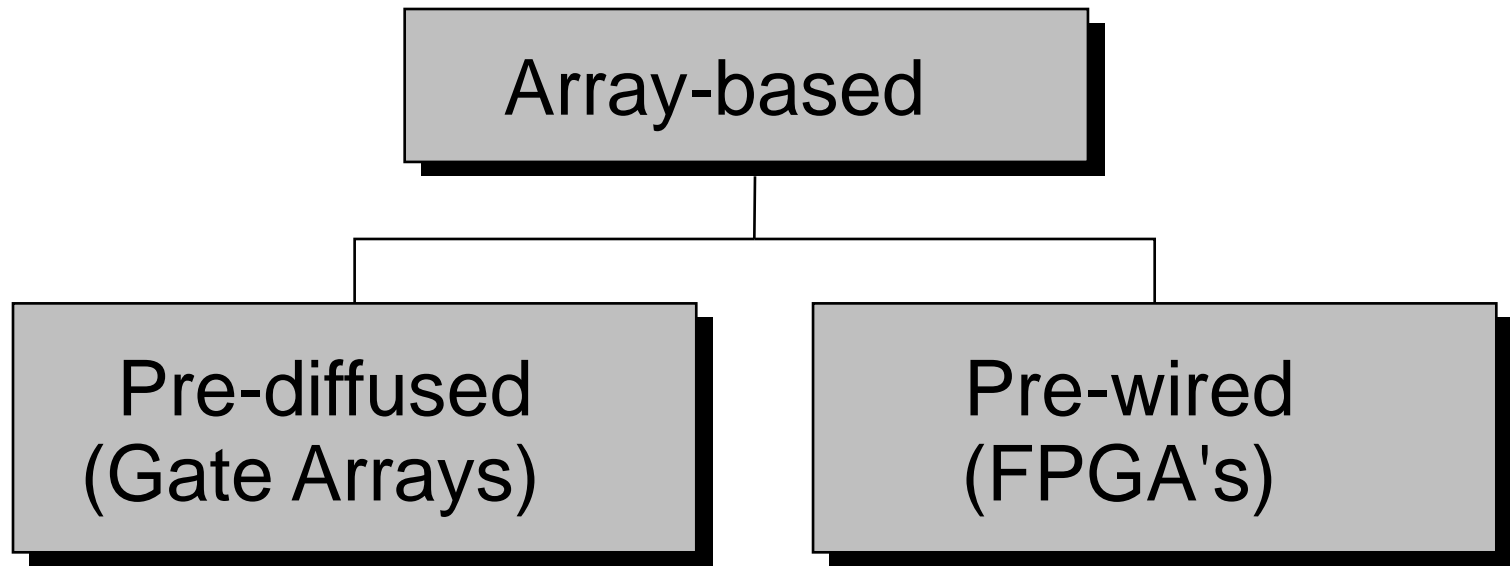 Array-based
Pre-diffused
(Gate Arrays)
Pre-wired
(FPGA's)